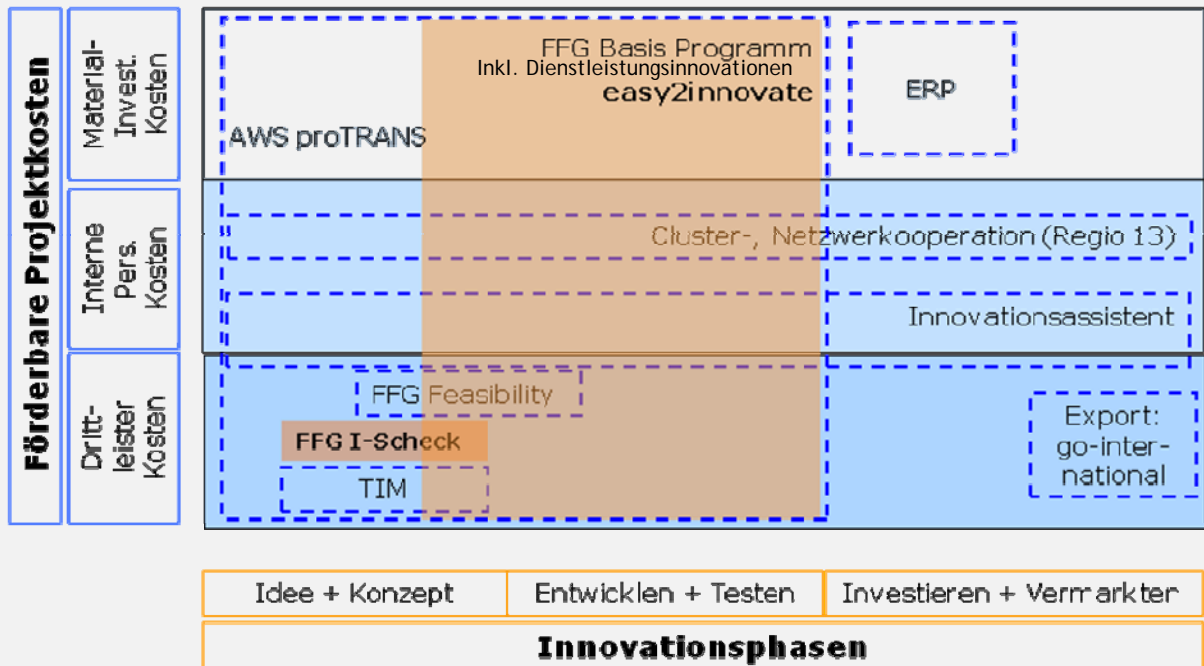 Förderbare Projektkosten
Material-
Invest.
Kosten
Interne
Pers.
Kosten
Dritt-
leister
Kosten
FFG Basis Programm
Inkl. Dienstleistungsinnovationen
easy2innovate
ERP
AWS proTRANS
Cluster-, Netzwerkooperation (Regio 13)
Innovationsassistent
FFG Feasibility
FFG I-Scheck
TIM
Export:
go-inter-
national
Idee + Konzept
Entwicklen + Testen
Investieren + Vermarkten
Innovationsphasen